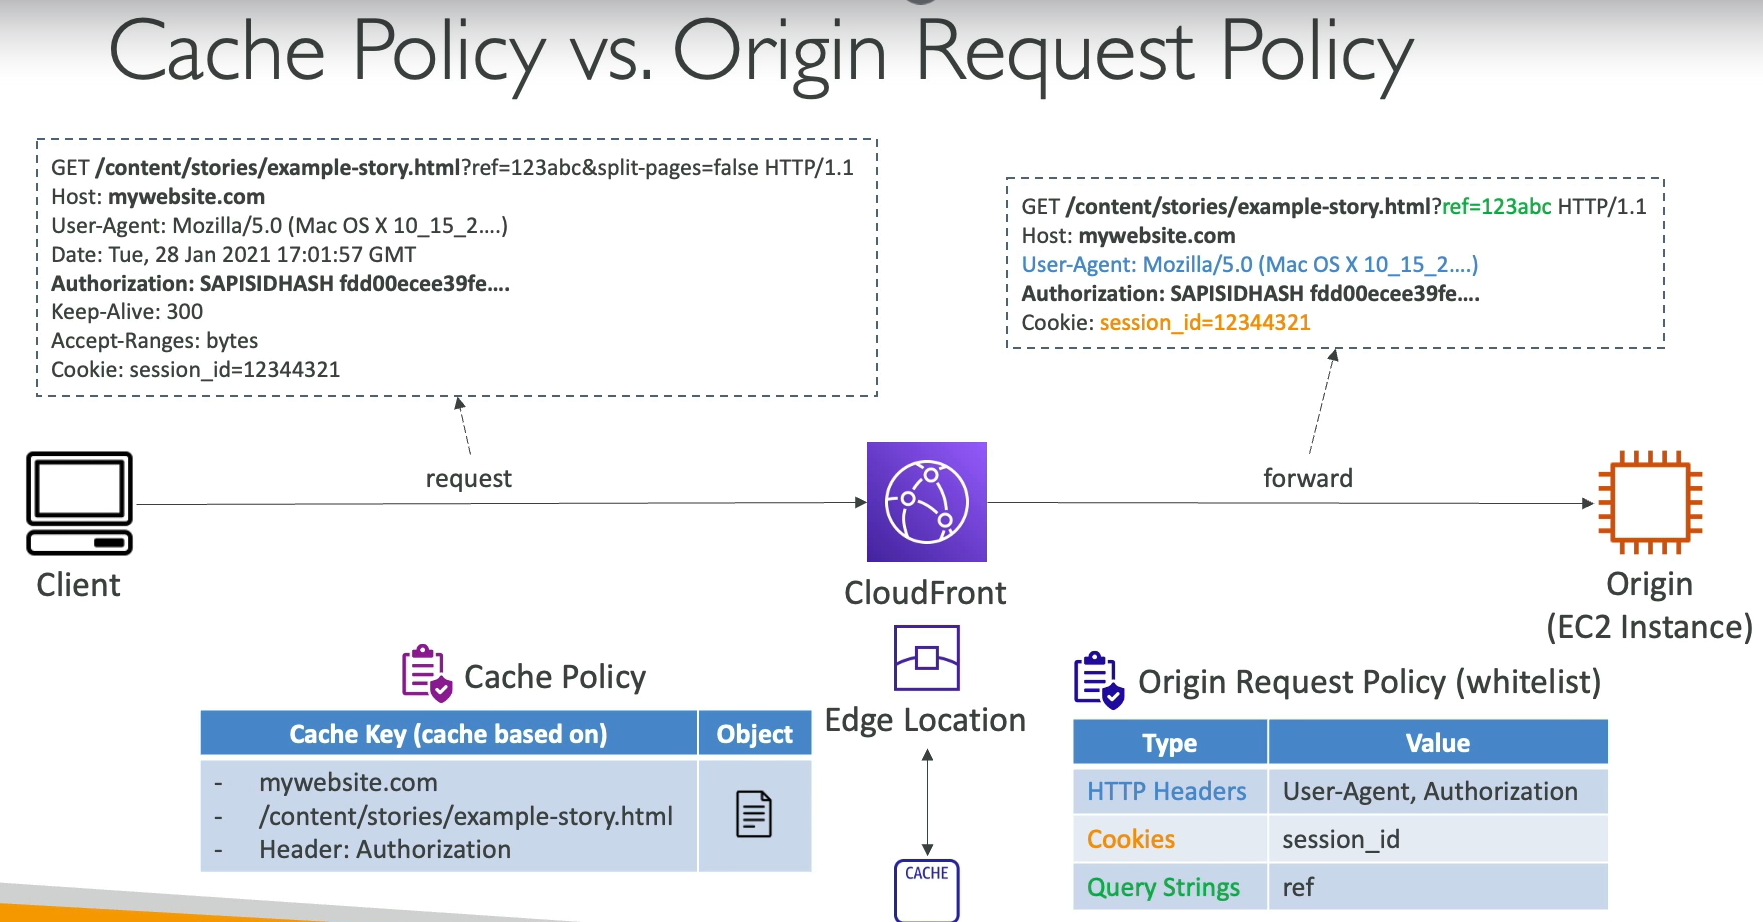 Cache Policy vs. Origin Request Policy
GET /content/stories/example-story.html?ref=123abc&split-pages=false HTTP/1.1
Host: mywebsite.com
User-Agent: Mozilla/5.0 (Mac OS X 10_15_2....)
Date: Tue, 28 Jan 2021 17:01:57 GMT
Authorization: SAPISIDHASH fdd00ecee39fe....
Keep-Alive: 300
Accept-Ranges: bytes
Cookie: session_id=12344321
GET /content/stories/example-story.html?ref=123abc HTTP/1.1
Host: mywebsite.com
User-Agent: Mozilla/5.0 (Mac OS X 10_15_2....)
Authorization: SAPISIDHASH fdd00ecee39fe....
Cookie: session_id=12344321
request
forward
Client
CloudFront
Origin
(EC2 Instance)
Edge Location
CACHE
Cache Policy
Cache Key (cache based on) Object
- mywebsite.com
- /content/stories/example-story.html
- Header: Authorization
Origin Request Policy (whitelist)
Type Value
HTTP Headers User-Agent, Authorization
Cookies session_id
Query Strings ref